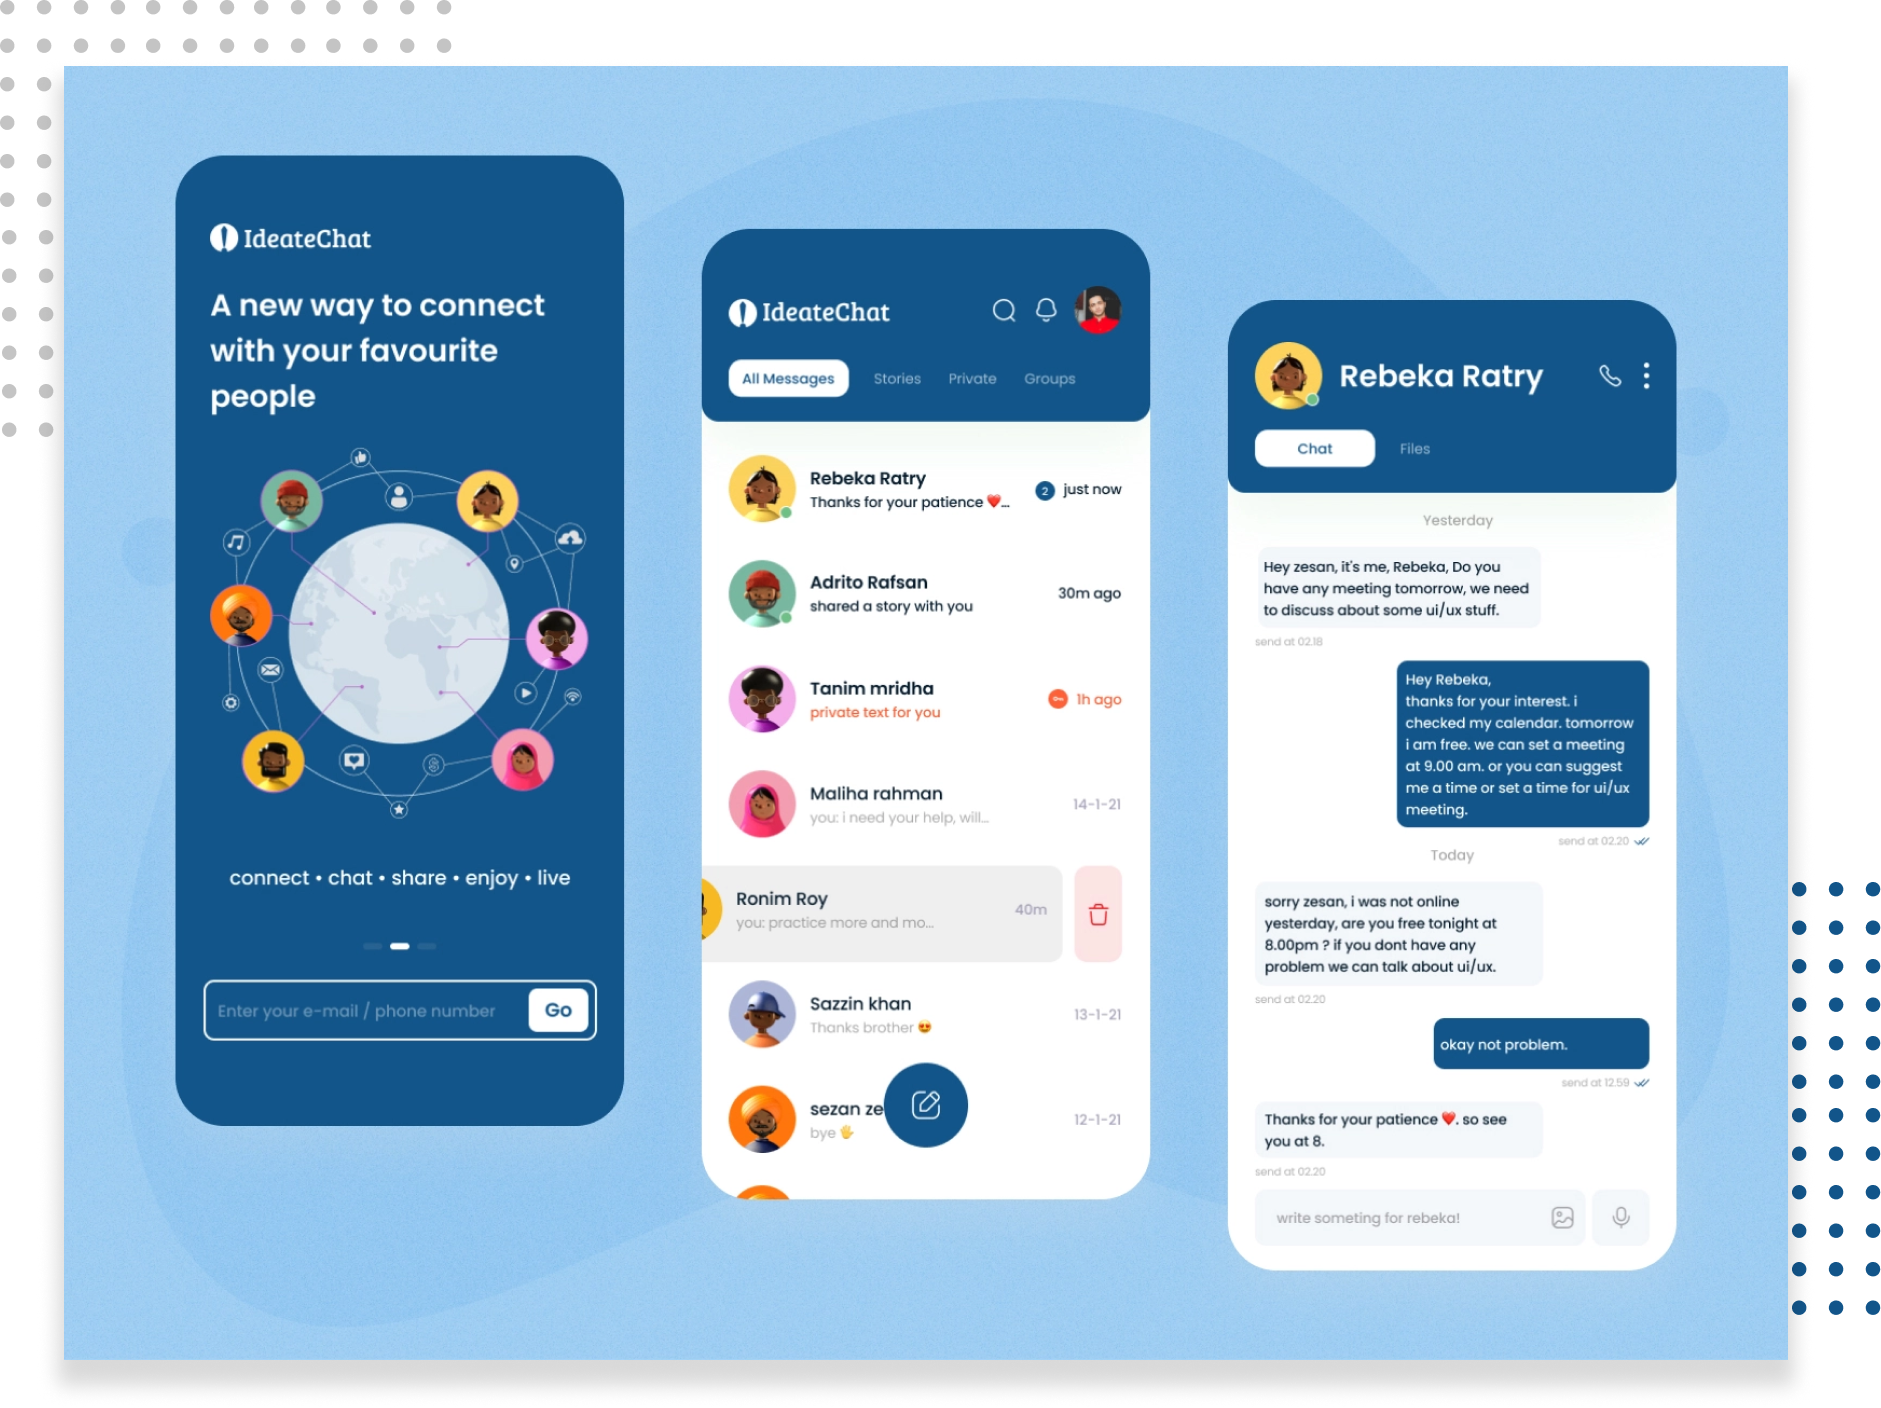 IdeateChat
A new way to connect
with your favourite
people
connect • chat • share • enjoy • live
Enter your e-mail / phone number
Go
IdeateChat
All Messages
Stories
Private
Groups
Rebeka Ratry
Thanks for your patience ❤️...
2
just now
Adrito Rafsan
shared a story with you
30m ago
Tanim mridha
private text for you
1h ago
Maliha rahman
you: i need your help, will...
14-1-21
Ronim Roy
you: practice more and mo...
40m
Sazzin khan
Thanks brother 😍
13-1-21
sezan ze
bye 🖐
12-1-21
Rebeka Ratry
Chat
Files
Yesterday
Hey zesan, it's me, Rebeka, Do you
have any meeting tomorrow, we need
to discuss about some ui/ux stuff.
send at 02.18
Hey Rebeka,
thanks for your interest. i
checked my calendar. tomorrow
i am free. we can set a meeting
at 9.00 am. or you can suggest
me a time or set a time for ui/ux
meeting.
send at 02.20
Today
sorry zesan, i was not online
yesterday, are you free tonight at
8.00pm ? if you dont have any
problem we can talk about ui/ux.
send at 02.20
okay not problem.
send at 12.59
Thanks for your patience ❤️. so see
you at 8.
send at 02.20
write someting for rebeka!